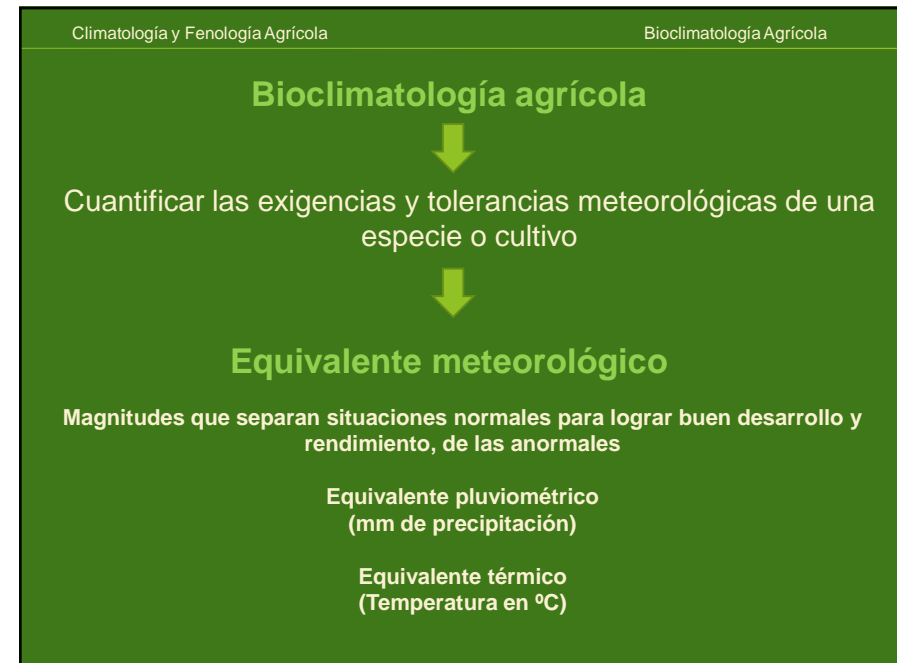 Climatología y Fenología Agrícola
Bioclimatología Agrícola
Bioclimatología agrícola
Cuantificar las exigencias y tolerancias meteorológicas de una
especie o cultivo
Equivalente meteorológico
Magnitudes que separan situaciones normales para lograr buen desarrollo y
rendimiento, de las anormales
Equivalente pluviométrico
(mm de precipitación)
Equivalente térmico
(Temperatura en ºC)